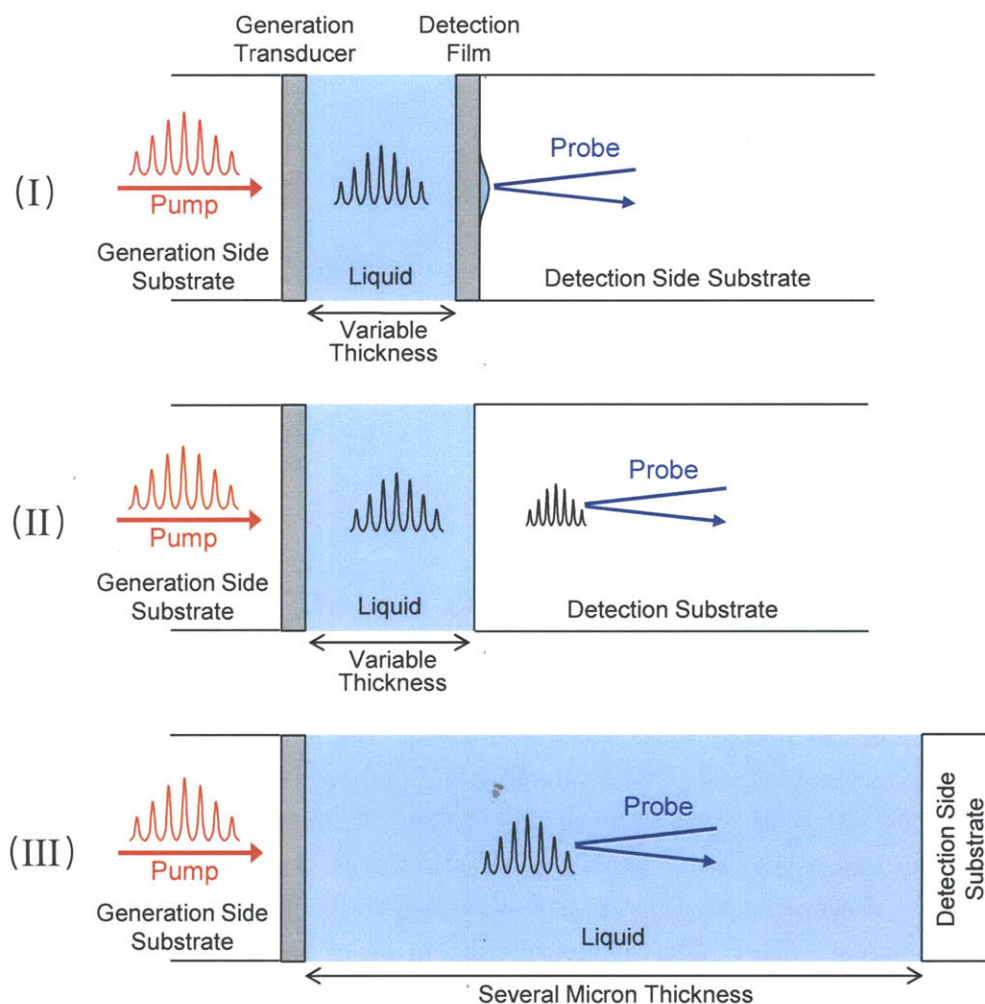 Generation
Transducer
Detection
Film
(I)
Pump
Probe
Generation Side
Substrate
Liquid
Detection Side Substrate
Variable
Thickness
(II)
Pump
Probe
Generation Side
Substrate
Liquid
Detection Substrate
Variable
Thickness
(III)
Pump
Probe
Generation Side
Substrate
Liquid
Detection Side
Substrate
Several Micron Thickness